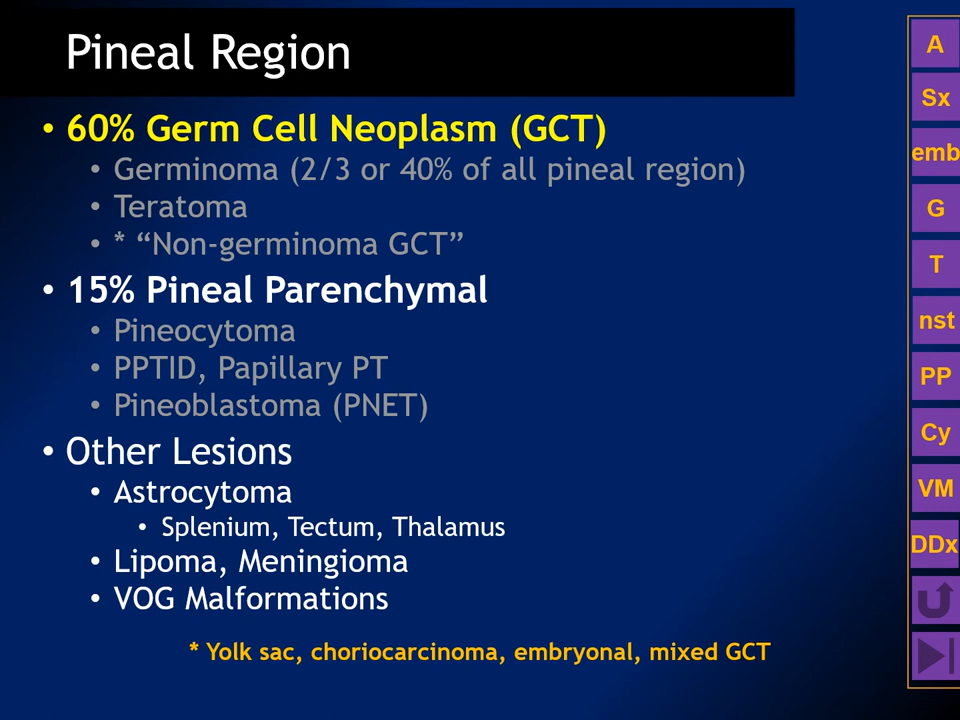 Pineal Region
• 60% Germ Cell Neoplasm (GCT)
• Germinoma (2/3 or 40% of all pineal region)
• Teratoma
• * “Non-germinoma GCT”
• 15% Pineal Parenchymal
• Pineocytoma
• PPTID, Papillary PT
• Pineoblastoma (PNET)
• Other Lesions
• Astrocytoma
• Splenium, Tectum, Thalamus
• Lipoma, Meningioma
• VOG Malformations
* Yolk sac, choriocarcinoma, embryonal, mixed GCT
A
Sx
emb
G
T
nst
PP
Cy
VM
DDx